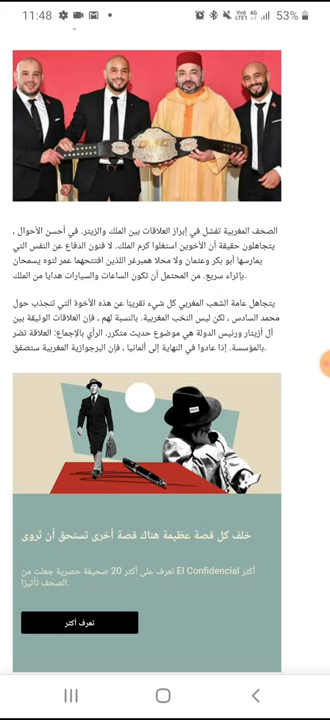 11:48
53%
الصحف المغربية تفشل في إبراز العلاقات بين الملك والزيتر. في أحسن الأحوال ،
يتجاهلون حقيقة أن الأخوين استغلوا كرم الملك. لا فنون الدفاع عن النفس التي
يمارسها أبو بكر وعثمان ولا محلا همبرغر اللذين افتتحهما عمر لتوه يسمحان
بإثراء سريع. من المحتمل أن تكون الساعات والسيارات هدايا من الملك.
يتجاهل عامة الشعب المغربي كل شيء تقريبًا عن هذه الأخوة التي تنجذب حول
محمد السادس ، لكن ليس النخب المغربية. بالنسبة لهم ، فإن العلاقات الوثيقة بين
آل أزيتار ورئيس الدولة هي موضوع حديث متكرر. الرأي بالإجماع: العلاقة تضر
بالمؤسسة. إذا عادوا في النهاية إلى ألمانيا ، فإن البرجوازية المغربية ستصفق.
خلف كل قصة عظيمة هناك قصة أخرى تستحق أن تُروى
تعرف على أكثر 20 صحيفة حصرية جعلت من El Confidencial أكثر
الصحف تأثيرًا.
تعرف أكثر